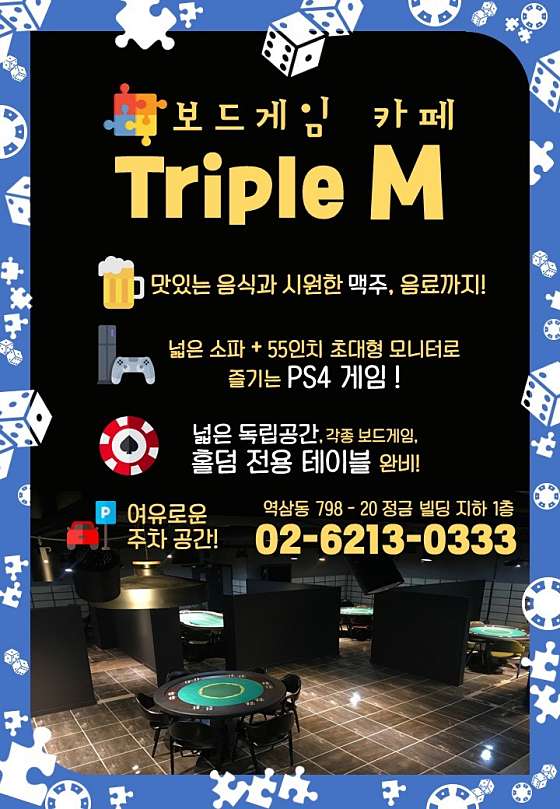 보드게임 카페
Triple M
맛있는 음식과 시원한 맥주, 음료까지!
넓은 소파 + 55인치 초대형 모니터로
즐기는 PS4 게임 !
넓은 독립공간, 각종 보드게임,
홀덤 전용 테이블 완비!
P
여유로운
주차 공간!
역삼동 798 - 20 정금 빌딩 지하 1층
02-6213-0333